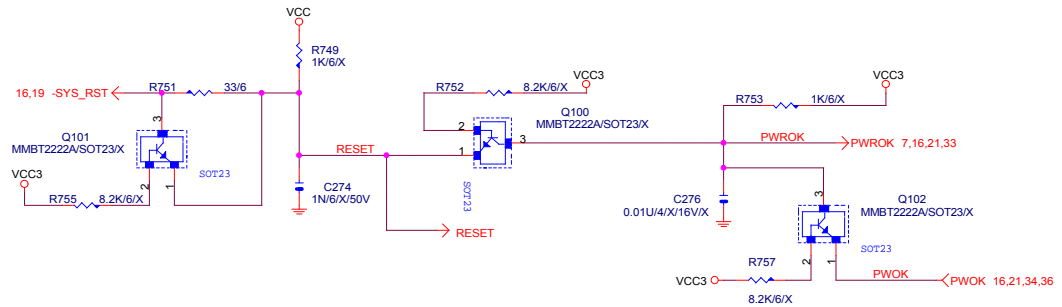 VCC
R749
1K/6/X
16,19 -SYS_RST
R751
33/6
3
Q101
MMBT2222A/SOT23/X
SOT23
2
1
VCC3
R755
8.2K/6/X
C274
1N/6/X/50V
RESET
RESET
R752
8.2K/6/X
VCC3
Q100
MMBT2222A/SOT23/X
2
1
3
SOT23
VCC3
R753
1K/6/X
PWROK
PWROK 7,16,21,33
C276
0.01U/4/X/16V/X
3
Q102
MMBT2222A/SOT23/X
SOT23
2
1
R757
VCC3
8.2K/6/X
PWOK
PWOK 16,21,34,36